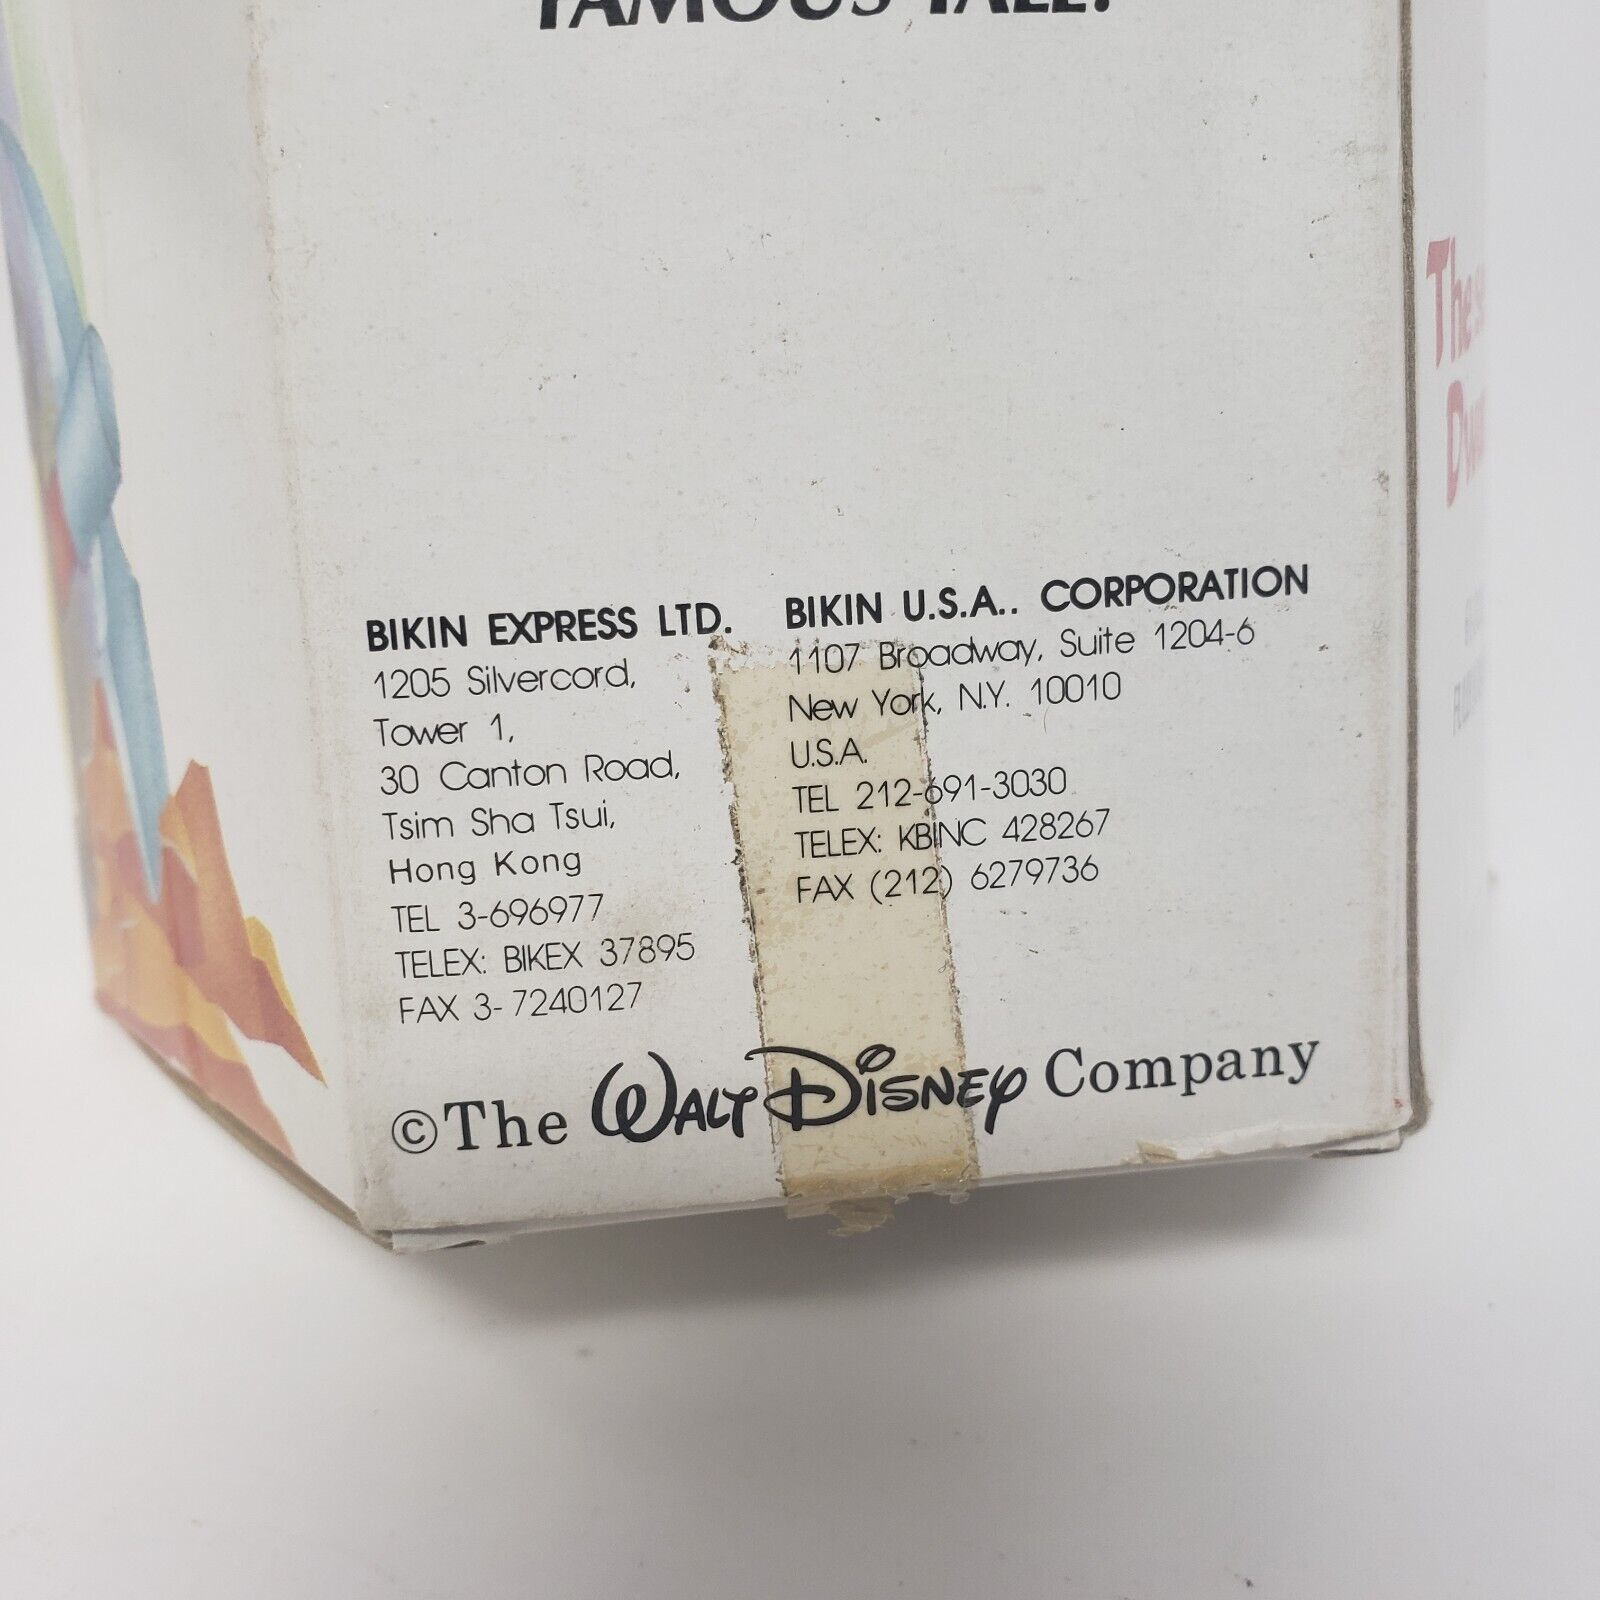 FAMOUS TALE!
BIKIN EXPRESS LTD.
1205 Silvercord,
Tower 1,
30 Canton Road,
Tsim Sha Tsui,
Hong Kong
TEL 3-696977
TELEX: BIKEX 37895
FAX 3-7240127
BIKIN U.S.A.. CORPORATION
1107 Broadway, Suite 1204-6
New York, N.Y. 10010
U.S.A.
TEL 212-691-3030
TELEX: KBINC 428267
FAX (212) 6279736
©The WALT DISNEY Company
The